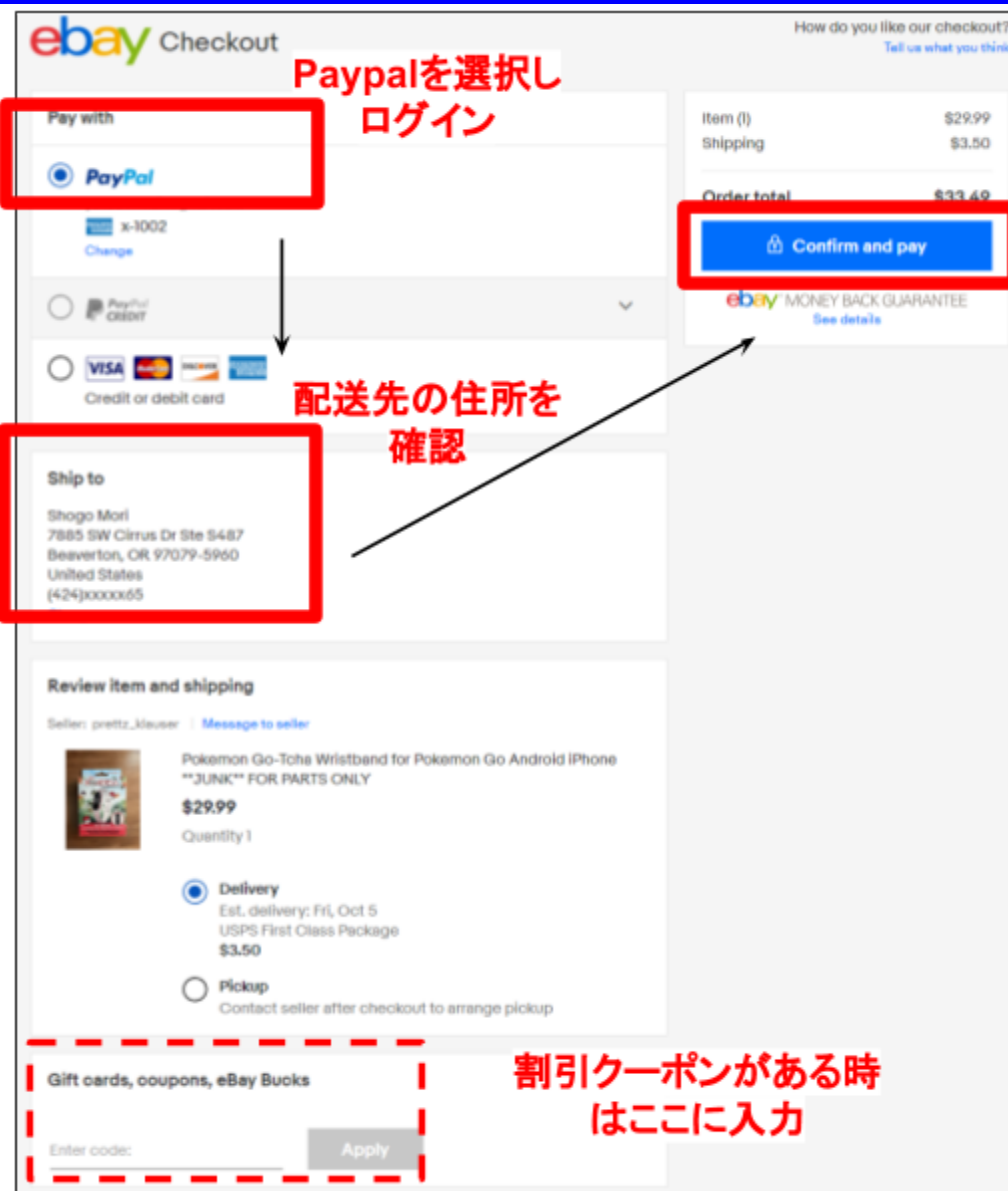 ebay Checkout
How do you like our checkout?
Tell us what you think
Paypalを選択し
ログイン
Pay with
PayPal
x-1002
Change
PayPal
CREDIT
VISA
DISCOVER
Credit or debit card
配送先の住所を
確認
Ship to
Shogo Mori
7885 SW Cirrus Dr Ste S487
Beaverton, OR 97079-5960
United States
(424)xxxxx65
Item (1) $29.99
Shipping $3.50
Order total $33.49
Confirm and pay
ebay MONEY BACK GUARANTEE
See details
Review item and shipping
Seller: prettz_klauser | Message to seller
Pokemon Go-Tcha Wristband for Pokemon Go Android iPhone
**JUNK** FOR PARTS ONLY
$29.99
Quantity 1
Delivery
Est. delivery: Fri, Oct 5
USPS First Class Package
$3.50
Pickup
Contact seller after checkout to arrange pickup
Gift cards, coupons, eBay Bucks
Enter code:
Apply
割引クーポンがある時
はここに入力